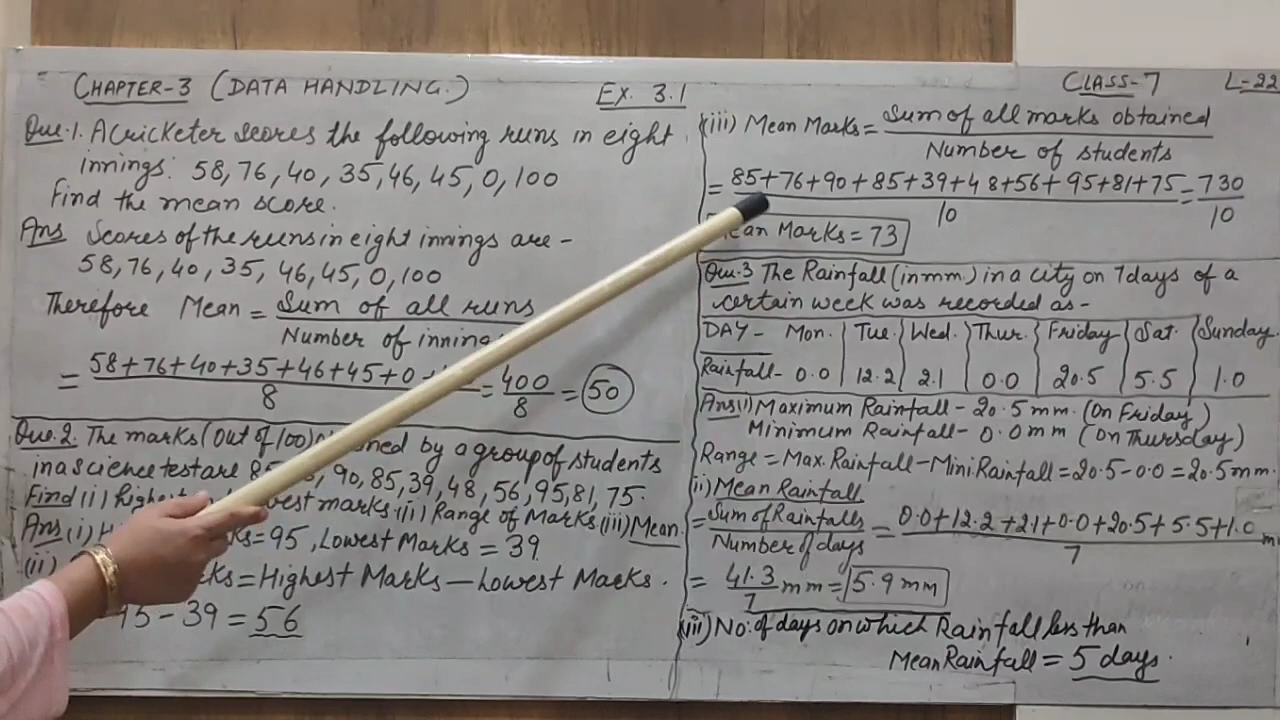 CHAPTER-3 (DATA HANDLING.)
EX. 3.1
CLASS-7
L-22
Que.1. A Cricketer scores the following runs in eight
innings: 58, 76, 40, 35, 46, 45, 0, 100
Find the mean score.
Ans Scores of the runs in eight innings are -
58, 76, 40, 35, 46, 45, 0, 100
Therefore Mean = Sum of all runs
Number of
= 58+76+40+35+46+45+0+ = 400 = 50
8 8
Que.2. The marks (out of 100) by a group of students
in a science test are 90, 85, 39, 48, 56, 95, 81, 75.
Find (i) highest marks (ii) Range of Marks (iii) Mean.
Ans (i) = 95, Lowest Marks = 39
(ii) = Highest Marks – Lowest Marks.
95 - 39 = 56
(iii) Mean Marks = Sum of all marks obtained
Number of students
= 85+76+90+85+39+48+56+95+81+75 = 730
10 10
Marks = 73
Que.3 The Rainfall (in mm.) in a city on 7 days of a
certain week was recorded as -
DAY - Mon. Tue. Wed. Thur. Friday Sat. Sunday
Rainfall - 0.0 12.2 2.1 0.0 20.5 5.5 1.0
Ans (i) Maximum Rainfall - 20.5 mm. (On Friday)
Minimum Rainfall - 0.0 mm (On Thursday)
Range = Max. Rainfall - Mini. Rainfall = 20.5 - 0.0 = 20.5 mm.
(ii) Mean Rainfall
= Sum of Rainfalls = 0.0+12.2+2.1+0.0+20.5+5.5+1.0 m
Number of days 7
= 41.3 mm = 5.9 mm
7
(iii) No. of days on which Rainfall less than
Mean Rainfall = 5 days.